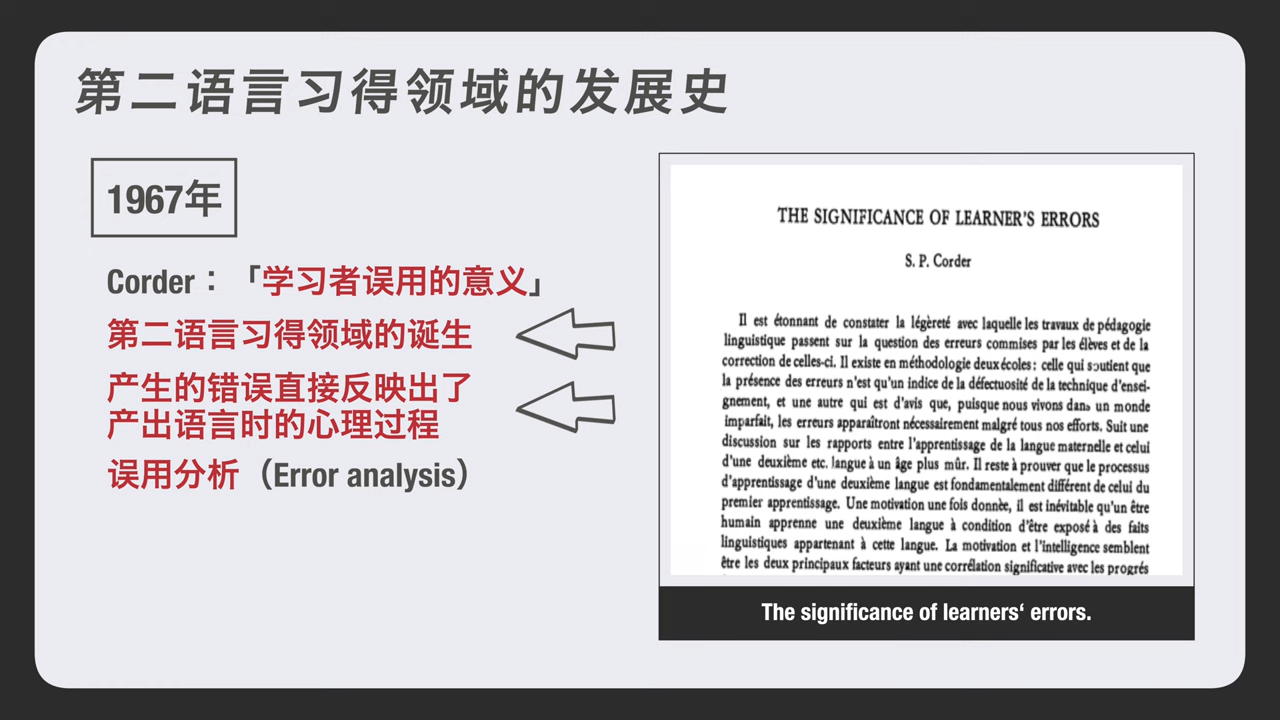 第二语言习得领域的发展史
1967年
Corder：「学习者误用的意义」
第二语言习得领域的诞生
产生的错误直接反映出了
产出语言时的心理过程
误用分析（Error analysis）
THE SIGNIFICANCE OF LEARNER'S ERRORS
S. P. Corder
Il est étonnant de constater la légèreté avec laquelle les travaux de pédagogie
linguistique passent sur la question des erreurs commises par les élèves et de la
correction de celles-ci. Il existe en méthodologie deux écoles: celle qui soutient que
la présence des erreurs n'est qu'un indice de la défectuosité de la technique d'ensei-
gnement, et une autre qui est d'avis que, puisque nous vivons dans un monde
imparfait, les erreurs apparaîtront nécessairement malgré tous nos efforts. Suit une
discussion sur les rapports entre l'apprentissage de la langue maternelle et celui
d'une deuxième etc. langue à un âge plus mûr. Il reste à prouver que le processus
d'apprentissage d'une deuxième langue est fondamentalement différent de celui du
premier apprentissage. Une motivation une fois donnèe, il est inévitable qu'un être
humain apprenne une deuxième langue à condition d'être exposé à des faits
linguistiques appartenant à cette langue. La motivation et l'intelligence semblent
être les deux principaux facteurs ayant une corrélation significative avec les progrés
The significance of learners‘ errors.